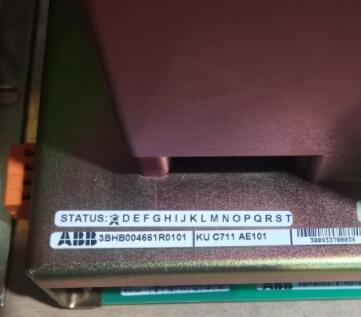 STATUS: DEFGHIJKLMNOPQRST
ABB 3BHB004661R0101 KU C711 AE101